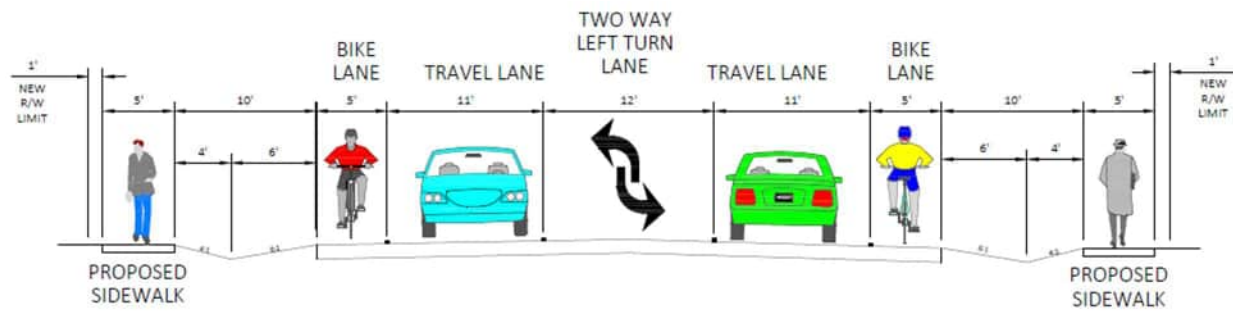 TWO WAY
LEFT TURN
LANE
BIKE
LANE
TRAVEL LANE
TRAVEL LANE
BIKE
LANE
1'
NEW
R/W
LIMIT
5'
10'
5'
11'
12'
11'
5'
10'
5'
1'
NEW
R/W
LIMIT
4'
6'
6'
4'
PROPOSED
SIDEWALK
PROPOSED
SIDEWALK